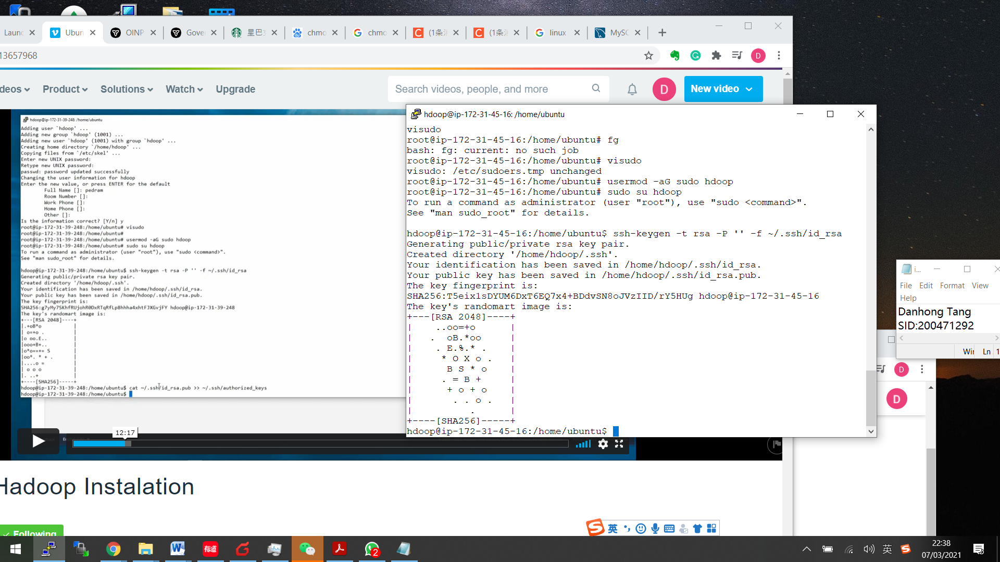 Launc
Ubun
OINP
Gover
星巴
chmo
chmo
(1条
(1条
linux
MySC
13657968
deos
Product
Solutions
Watch
Upgrade
Search videos, people, and more
D
New video
hdoop@ip-172-31-39-248: /home/ubuntu
Adding user `hdoop' ...
Adding new group `hdoop' (1001) ...
Adding new user `hdoop' (1001) with group `hdoop' ...
Creating home directory `/home/hdoop' ...
Copying files from `/etc/skel' ...
Enter new UNIX password:
Retype new UNIX password:
passwd: password updated successfully
Changing the user information for hdoop
Enter the new value, or press ENTER for the default
Full Name []: pedram
Room Number []:
Work Phone []:
Home Phone []:
Other []:
Is the information correct? [Y/n] y
root@ip-172-31-39-248:/home/ubuntu# visudo
root@ip-172-31-39-248:/home/ubuntu#
root@ip-172-31-39-248:/home/ubuntu# usermod -aG sudo hdoop
root@ip-172-31-39-248:/home/ubuntu# sudo su hdoop
To run a command as administrator (user "root"), use "sudo <command>".
See "man sudo_root" for details.
hdoop@ip-172-31-39-248:/home/ubuntu$ ssh-keygen -t rsa -P '' -f ~/.ssh/id_rsa
Generating public/private rsa key pair.
Created directory '/home/hdoop/.ssh'.
Your identification has been saved in /home/hdoop/.ssh/id_rsa.
Your public key has been saved in /home/hdoop/.ssh/id_rsa.pub.
The key fingerprint is:
SHA256:g7yMy7SKhfRUjohR0DxRTqRfLp8hhha4xhtFJXGvjFY hdoop@ip-172-31-39-248
The key's randomart image is:
+---[RSA 2048]----+
|.+oB*o           |
| o=+o .          |
|o oo.E..         |
|ooo+B+..         |
|o*o==+= S        |
|oo*. * + .       |
|....o =          |
| o o o           |
|. ..+            |
+----[SHA256]-----+
hdoop@ip-172-31-39-248:/home/ubuntu$ cat ~/.ssh/id_rsa.pub >> ~/.ssh/authorized_keys
hdoop@ip-172-31-39-248:/home/ubuntu$
12:17
Hadoop Instalation
Following
hdoop@ip-172-31-45-16: /home/ubuntu
visudo
root@ip-172-31-45-16:/home/ubuntu# fg
bash: fg: current: no such job
root@ip-172-31-45-16:/home/ubuntu# visudo
visudo: /etc/sudoers.tmp unchanged
root@ip-172-31-45-16:/home/ubuntu# usermod -aG sudo hdoop
root@ip-172-31-45-16:/home/ubuntu# sudo su hdoop
To run a command as administrator (user "root"), use "sudo <command>".
See "man sudo_root" for details.
hdoop@ip-172-31-45-16:/home/ubuntu$ ssh-keygen -t rsa -P '' -f ~/.ssh/id_rsa
Generating public/private rsa key pair.
Created directory '/home/hdoop/.ssh'.
Your identification has been saved in /home/hdoop/.ssh/id_rsa.
Your public key has been saved in /home/hdoop/.ssh/id_rsa.pub.
The key fingerprint is:
SHA256:T5eix1sDYUM6DxT6EQ7x4+BDdvSN8oJVzIID/rY5HUg hdoop@ip-172-31-45-16
The key's randomart image is:
+---[RSA 2048]----+
|    ..oo=+o      |
|   .  oB.*oo     |
|    . E.%.* .    |
|     * O X o .   |
|      B S * o    |
|     . = B +     |
|      + o + o    |
|       . . o .   |
|          .      |
+----[SHA256]-----+
hdoop@ip-172-31-45-16:/home/ubuntu$
i...
File Edit Format View
Help
Danhong Tang
SID:200471292
Wir Ln 1
D
D
英
有道
2
英
22:38
07/03/2021